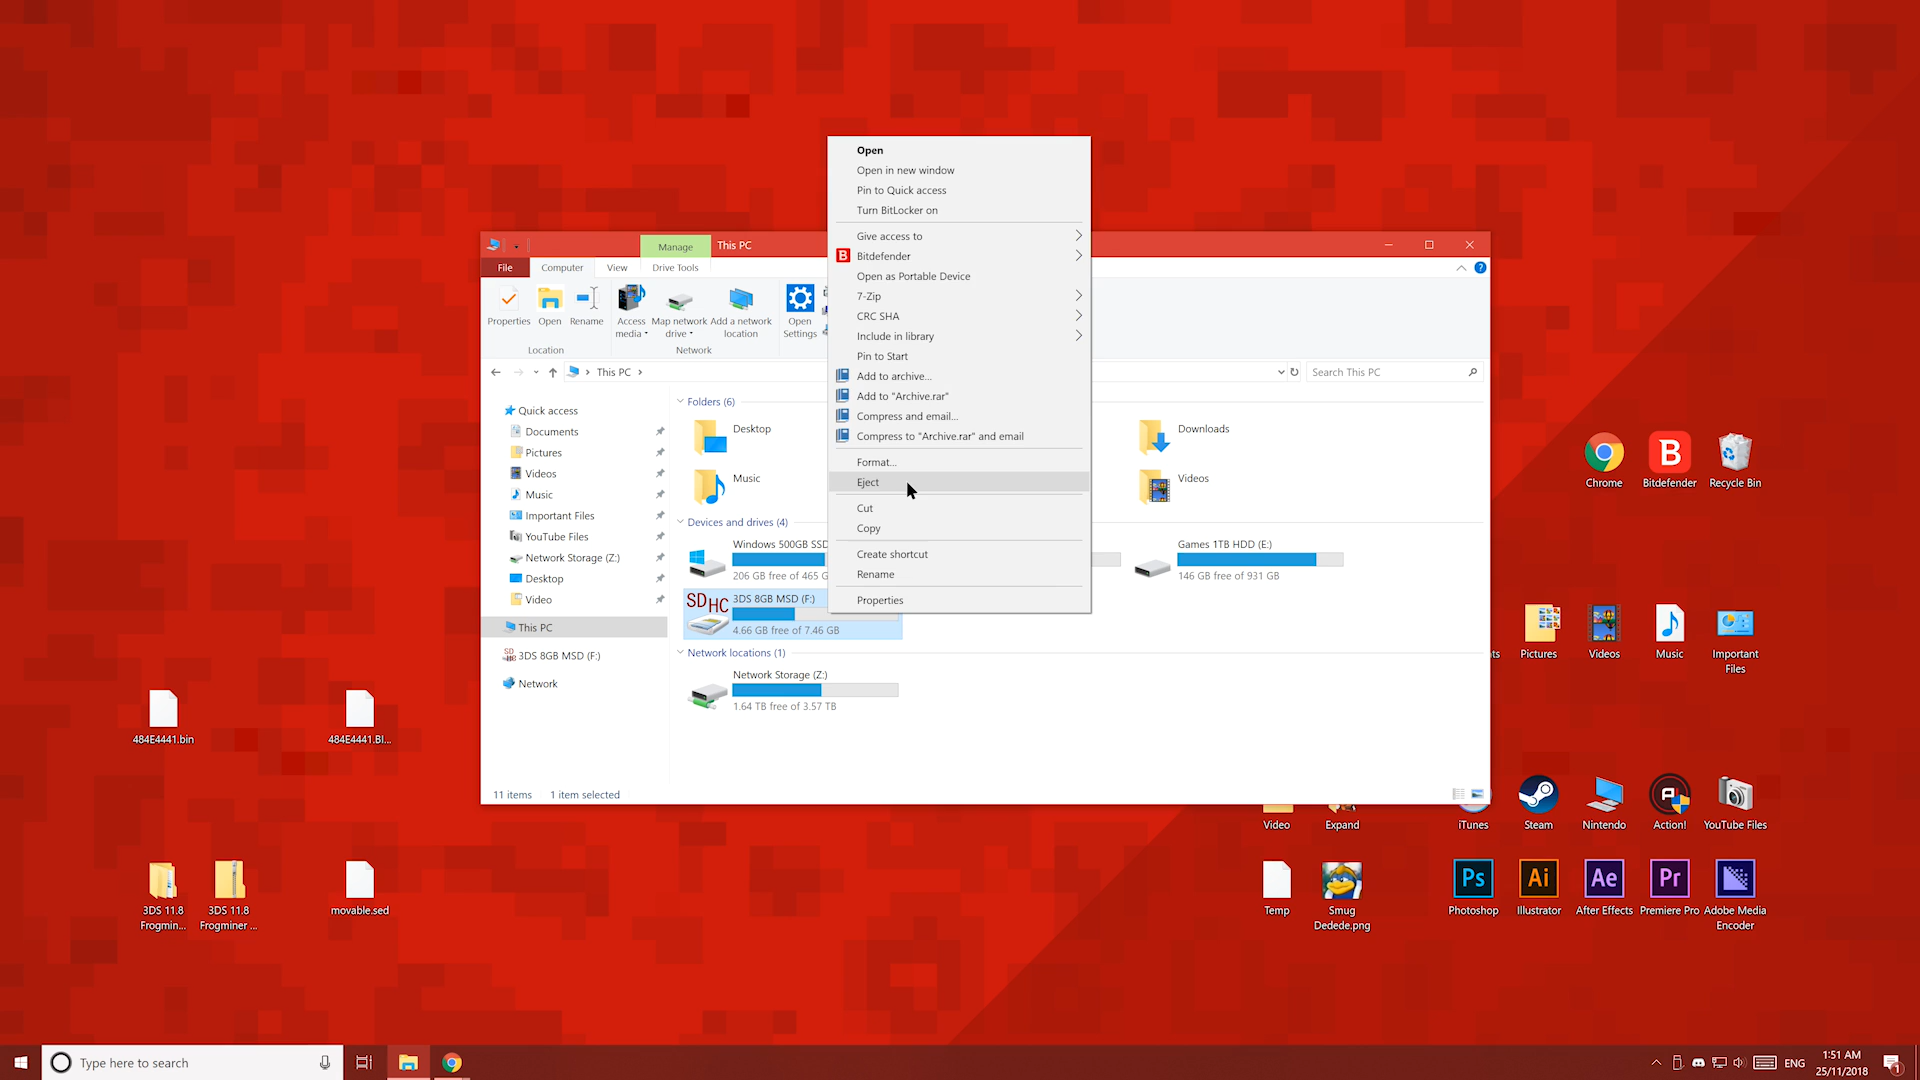 Open
Open in new window
Pin to Quick access
Turn BitLocker on
Give access to
B Bitdefender
Open as Portable Device
7-Zip
CRC SHA
Include in library
Pin to Start
Add to archive...
Add to "Archive.rar"
Compress and email...
Compress to "Archive.rar" and email
Format...
Eject
Cut
Copy
Create shortcut
Rename
Properties
Manage
This PC
File
Computer
View
Drive Tools
Properties
Open
Rename
Access media
Map network drive
Add a network location
Open Settings
Location
Network
This PC
Search This PC
Quick access
Documents
Pictures
Videos
Music
Important Files
YouTube Files
Network Storage (Z:)
Desktop
Video
This PC
3DS 8GB MSD (F:)
Network
Folders (6)
Desktop
Downloads
Music
Videos
Devices and drives (4)
Windows 500GB SSD
206 GB free of 465 G
Games 1TB HDD (E:)
146 GB free of 931 GB
SDHC
3DS 8GB MSD (F:)
4.66 GB free of 7.46 GB
Network locations (1)
Network Storage (Z:)
1.64 TB free of 3.57 TB
11 items
1 item selected
484E4441.bin
484E4441.BI...
3DS 11.8
Frogmin...
3DS 11.8
Frogminer ...
movable.sed
Chrome
B
Bitdefender
Recycle Bin
ts
Pictures
Videos
Music
Important
Files
Video
Expand
iTunes
Steam
Nintendo
Action!
YouTube Files
Temp
Smug
Dedede.png
Ps
Photoshop
Ai
Illustrator
Ae
After Effects
Pr
Premiere Pro
Adobe Media
Encoder
Type here to search
ENG
1:51 AM
25/11/2018
1